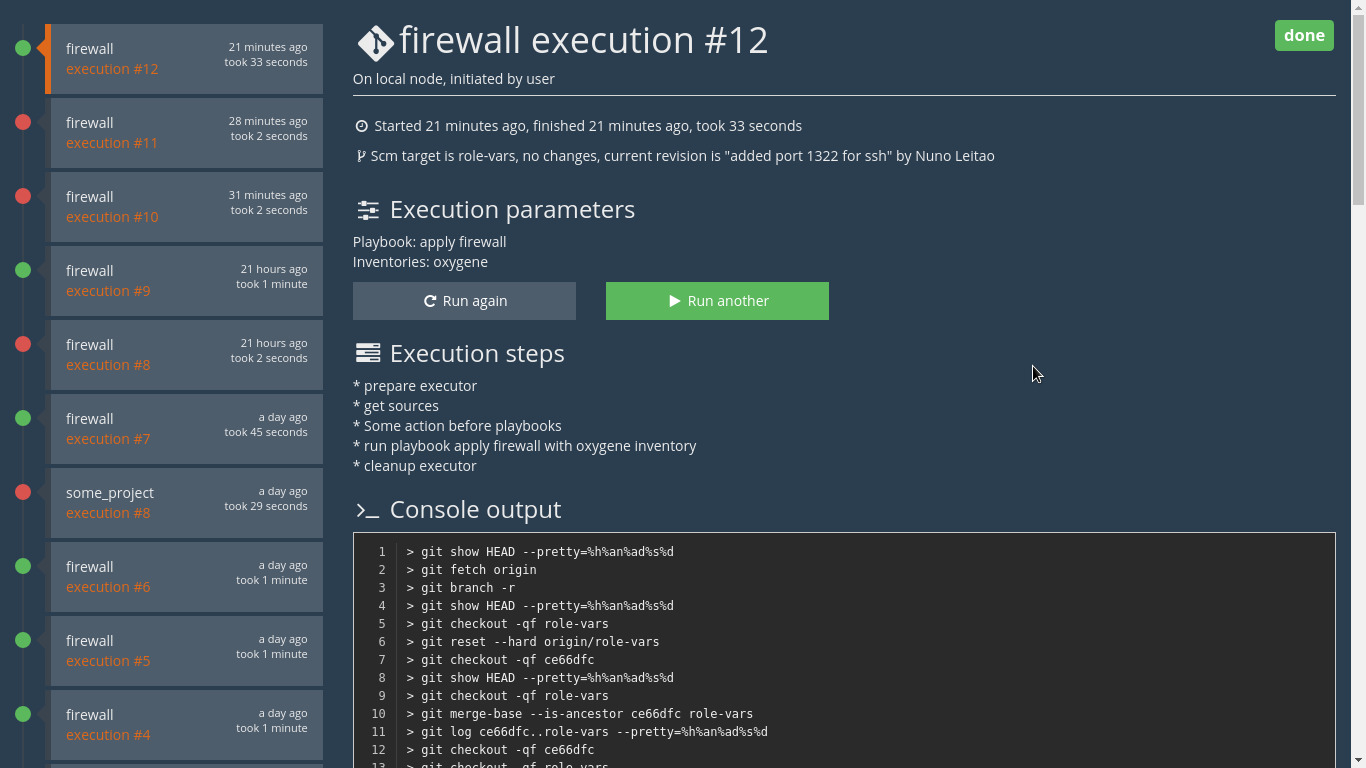 firewall
21 minutes ago
execution #12
took 33 seconds
firewall
28 minutes ago
execution #11
took 2 seconds
firewall
31 minutes ago
execution #10
took 2 seconds
firewall
21 hours ago
execution #9
took 1 minute
firewall
21 hours ago
execution #8
took 2 seconds
firewall
a day ago
execution #7
took 45 seconds
some_project
a day ago
execution #8
took 29 seconds
firewall
a day ago
execution #6
took 1 minute
firewall
a day ago
execution #5
took 1 minute
firewall
a day ago
execution #4
took 1 minute
firewall execution #12
done
On local node, initiated by user
Started 21 minutes ago, finished 21 minutes ago, took 33 seconds
Scm target is role-vars, no changes, current revision is "added port 1322 for ssh" by Nuno Leitao
Execution parameters
Playbook: apply firewall
Inventories: oxygene
Run again
Run another
Execution steps
* prepare executor
* get sources
* Some action before playbooks
* run playbook apply firewall with oxygene inventory
* cleanup executor
Console output
1 > git show HEAD --pretty=%h%an%ad%s%d
2 > git fetch origin
3 > git branch -r
4 > git show HEAD --pretty=%h%an%ad%s%d
5 > git checkout -qf role-vars
6 > git reset --hard origin/role-vars
7 > git checkout -qf ce66dfc
8 > git show HEAD --pretty=%h%an%ad%s%d
9 > git checkout -qf role-vars
10 > git merge-base --is-ancestor ce66dfc role-vars
11 > git log ce66dfc..role-vars --pretty=%h%an%ad%s%d
12 > git checkout -qf ce66dfc
13 > git checkout -qf role-vars